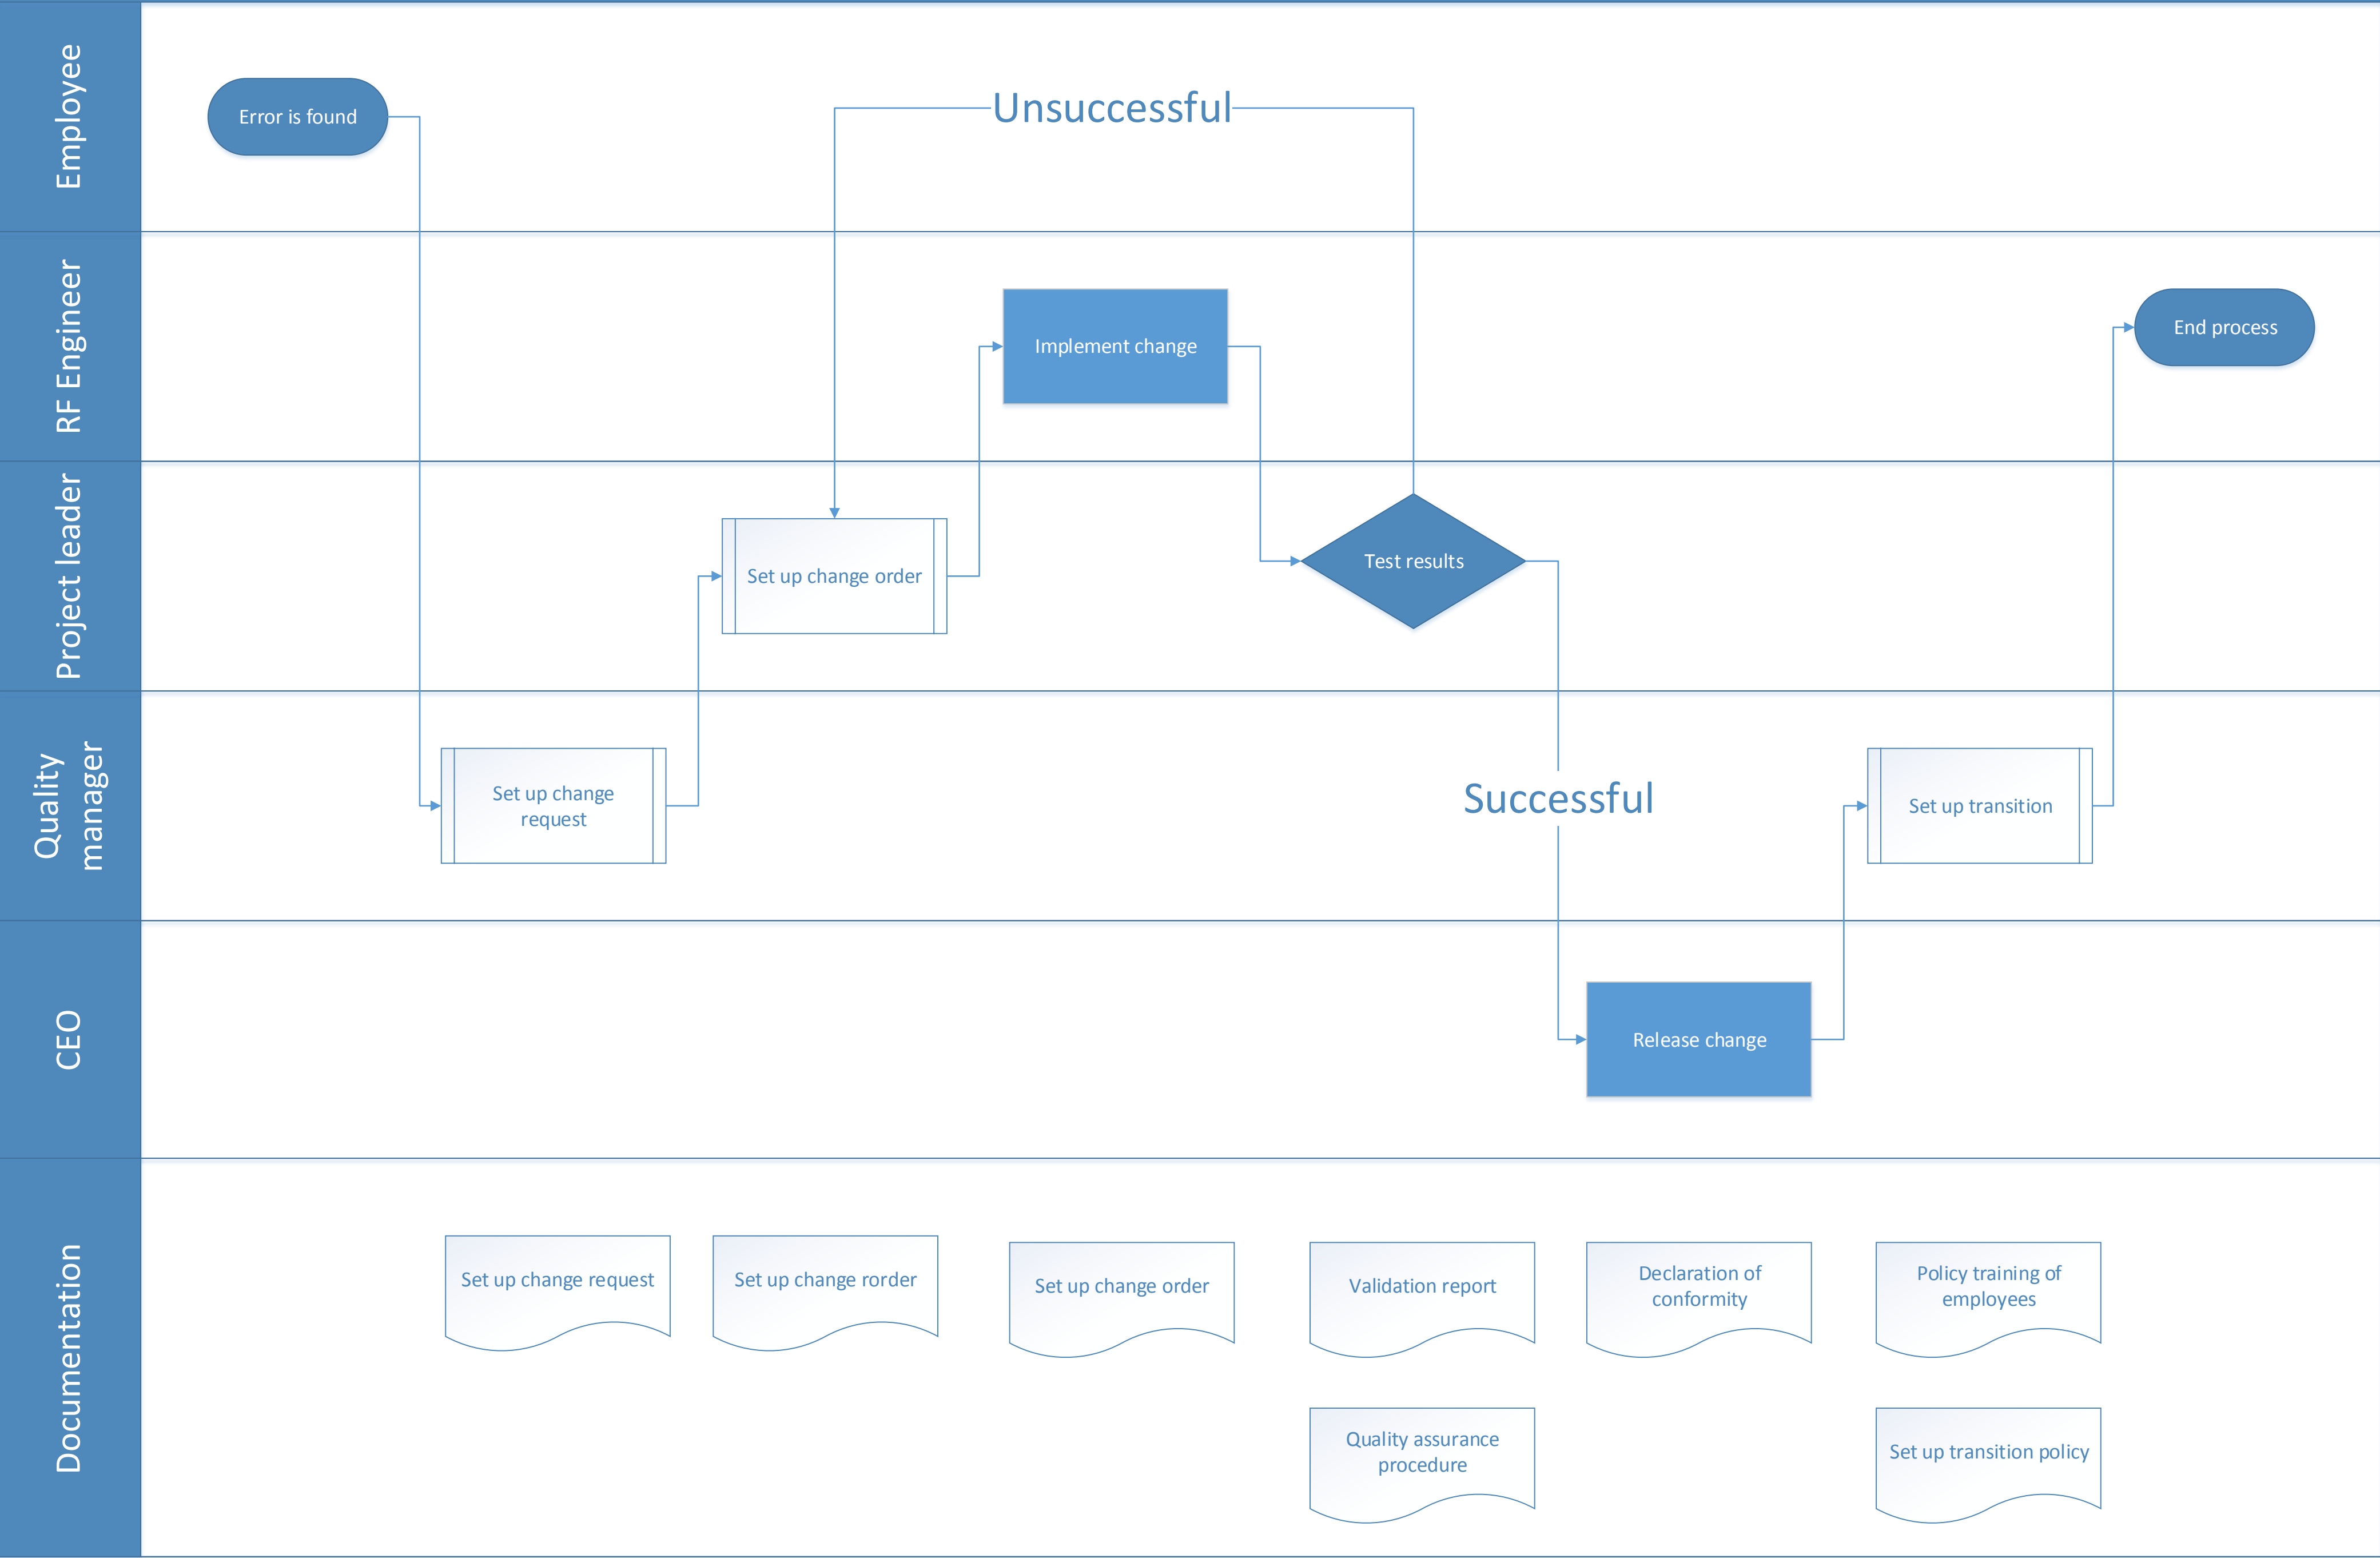 Employee
Error is found
Unsuccessful
RF Engineer
Implement change
End process
Project leader
Set up change order
Test results
Quality
manager
Set up change
request
Successful
Set up transition
CEO
Release change
Documentation
Set up change request
Set up change rorder
Set up change order
Validation report
Declaration of
conformity
Policy training of
employees
Quality assurance
procedure
Set up transition policy